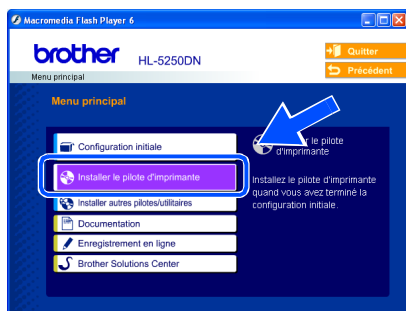 Macromedia Flash Player 6
brother
HL-5250DN
Quitter
Précédent
Menu principal
Menu principal
Configuration initiale
Installer le pilote d'imprimante
Installer autres pilotes/utilitaires
Documentation
Enregistrement en ligne
Brother Solutions Center
le pilote
d'imprimante
Installez le pilote d'imprimante
quand vous avez terminé la
configuration initiale.